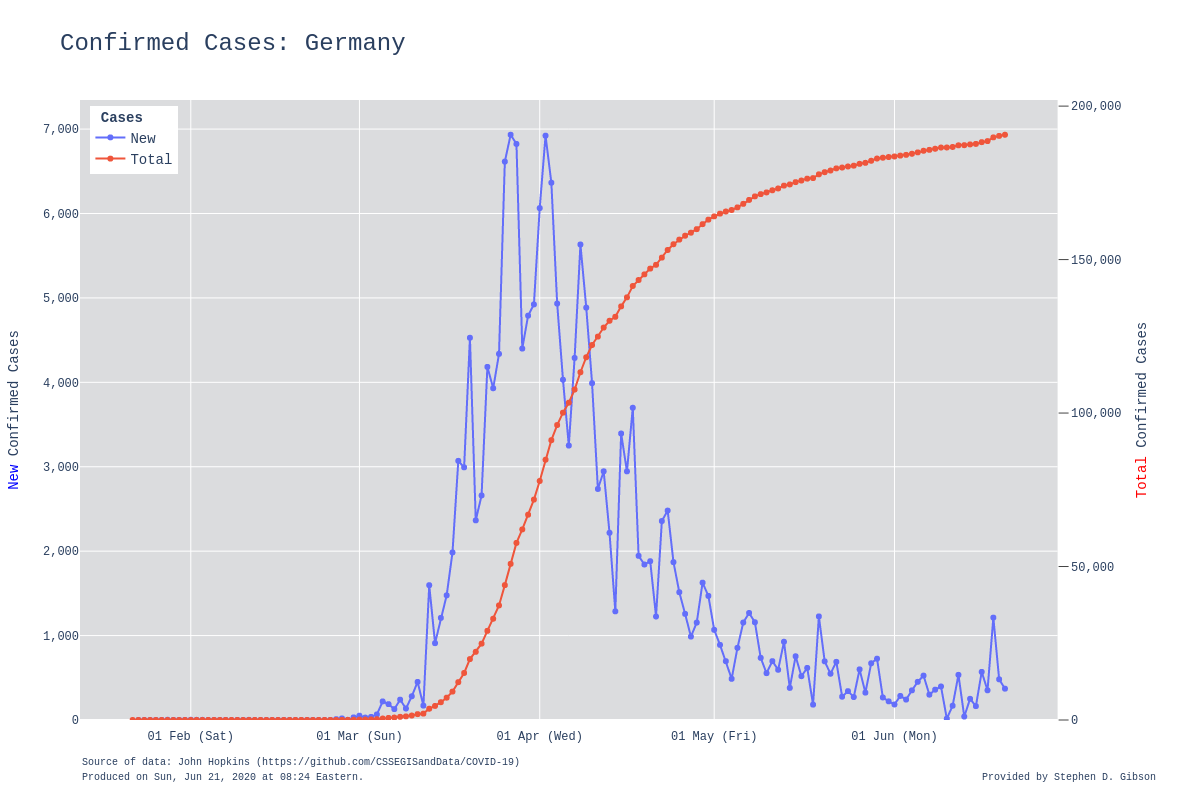 Confirmed Cases: Germany
Cases
New
Total
7,000
6,000
5,000
4,000
3,000
2,000
1,000
0
New Confirmed Cases
200,000
150,000
100,000
50,000
0
Total Confirmed Cases
01 Feb (Sat)
01 Mar (Sun)
01 Apr (Wed)
01 May (Fri)
01 Jun (Mon)
Source of data: John Hopkins (https://github.com/CSSEGISandData/COVID-19)
Produced on Sun, Jun 21, 2020 at 08:24 Eastern.
Provided by Stephen D. Gibson